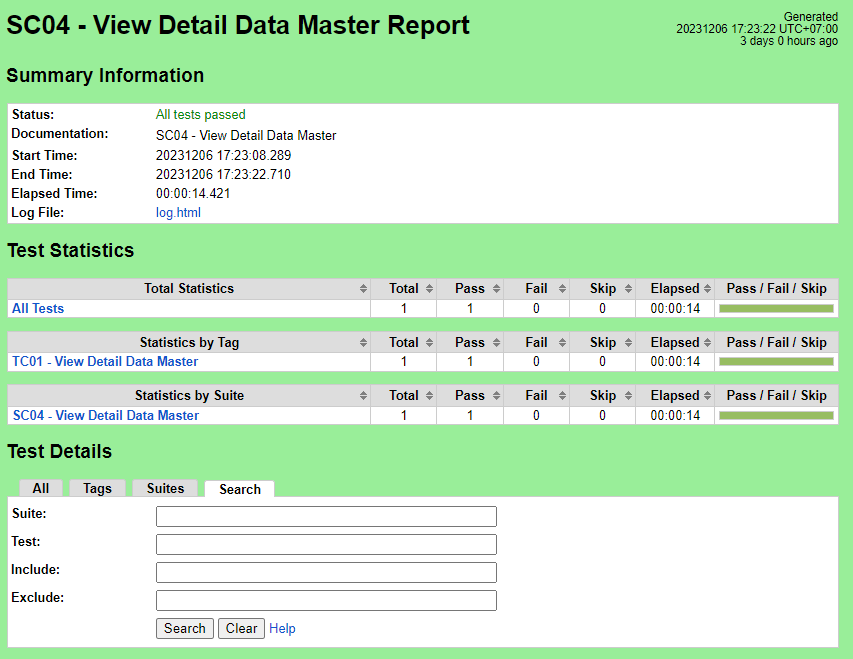 SC04 - View Detail Data Master Report
Generated
20231206 17:23:22 UTC+07:00
3 days 0 hours ago
Summary Information
Status: All tests passed
Documentation: SC04 - View Detail Data Master
Start Time: 20231206 17:23:08.289
End Time: 20231206 17:23:22.710
Elapsed Time: 00:00:14.421
Log File: log.html
Test Statistics
Total Statistics Total Pass Fail Skip Elapsed Pass / Fail / Skip
All Tests 1 1 0 0 00:00:14
Statistics by Tag Total Pass Fail Skip Elapsed Pass / Fail / Skip
TC01 - View Detail Data Master 1 1 0 0 00:00:14
Statistics by Suite Total Pass Fail Skip Elapsed Pass / Fail / Skip
SC04 - View Detail Data Master 1 1 0 0 00:00:14
Test Details
All Tags Suites Search
Suite:
Test:
Include:
Exclude:
Search Clear Help